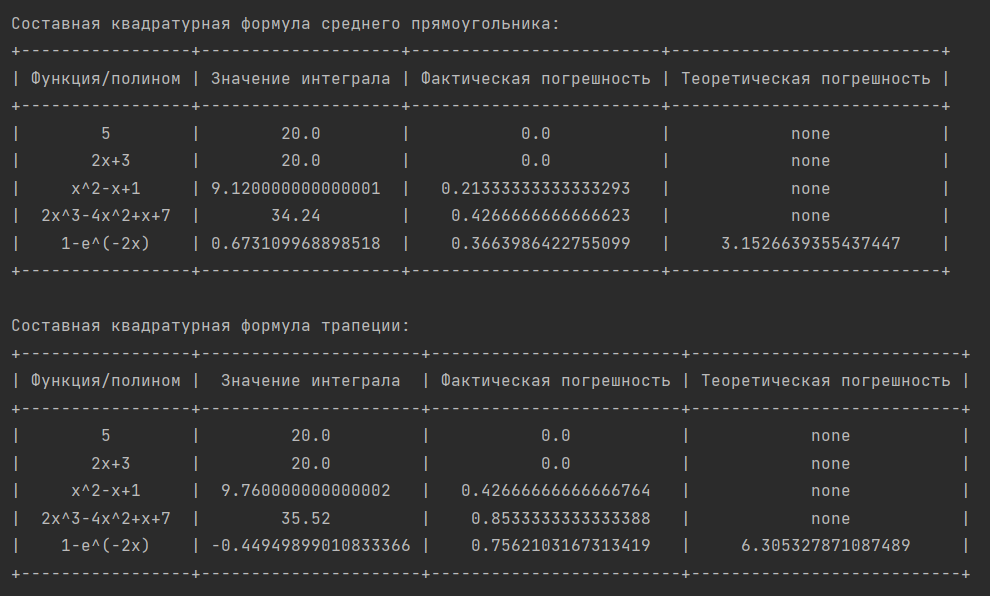 Составная квадратурная формула среднего прямоугольника:
+-----------------+--------------------+-------------------------+---------------------------+
| Функция/полином | Значение интеграла | Фактическая погрешность | Теоретическая погрешность |
+-----------------+--------------------+-------------------------+---------------------------+
| 5 | 20.0 | 0.0 | none |
| 2x+3 | 20.0 | 0.0 | none |
| x^2-x+1 | 9.120000000000001 | 0.21333333333333293 | none |
| 2x^3-4x^2+x+7 | 34.24 | 0.4266666666666623 | none |
| 1-e^(-2x) | 0.673109968898518 | 0.3663986422755099 | 3.1526639355437447 |
+-----------------+--------------------+-------------------------+---------------------------+
Составная квадратурная формула трапеции:
+-----------------+----------------------+-------------------------+---------------------------+
| Функция/полином | Значение интеграла | Фактическая погрешность | Теоретическая погрешность |
+-----------------+----------------------+-------------------------+---------------------------+
| 5 | 20.0 | 0.0 | none |
| 2x+3 | 20.0 | 0.0 | none |
| x^2-x+1 | 9.760000000000002 | 0.42666666666666764 | none |
| 2x^3-4x^2+x+7 | 35.52 | 0.8533333333333388 | none |
| 1-e^(-2x) | -0.44949899010833366 | 0.7562103167313419 | 6.305327871087489 |
+-----------------+----------------------+-------------------------+---------------------------+